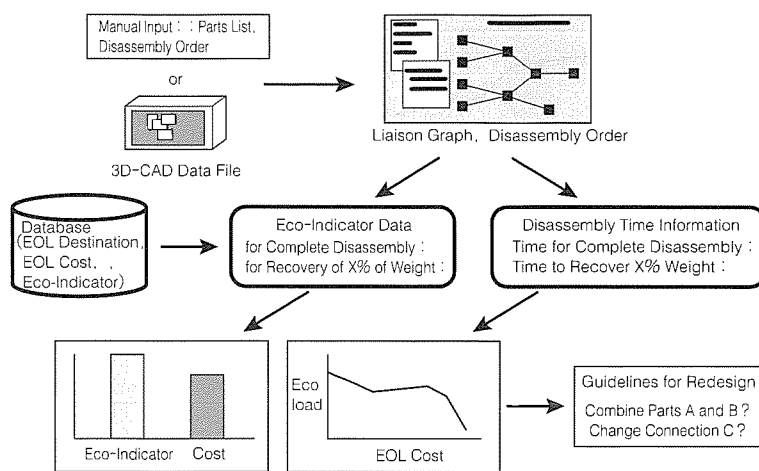 Manual Input : : Parts List,
Disassembly Order
or
3D-CAD Data File
Liaison Graph, Disassembly Order
Database
(EOL Destination,
EOL Cost, ,
Eco-Indicator)
Eco-Indicator Data
for Complete Disassembly :
for Recovery of X% of Weight :
Disassembly Time Information
Time for Complete Disassembly :
Time to Recover X% Weight :
Eco-Indicator Cost
Eco
load
EOL Cost
Guidelines for Redesign
Combine Parts A and B ?
Change Connection C ?